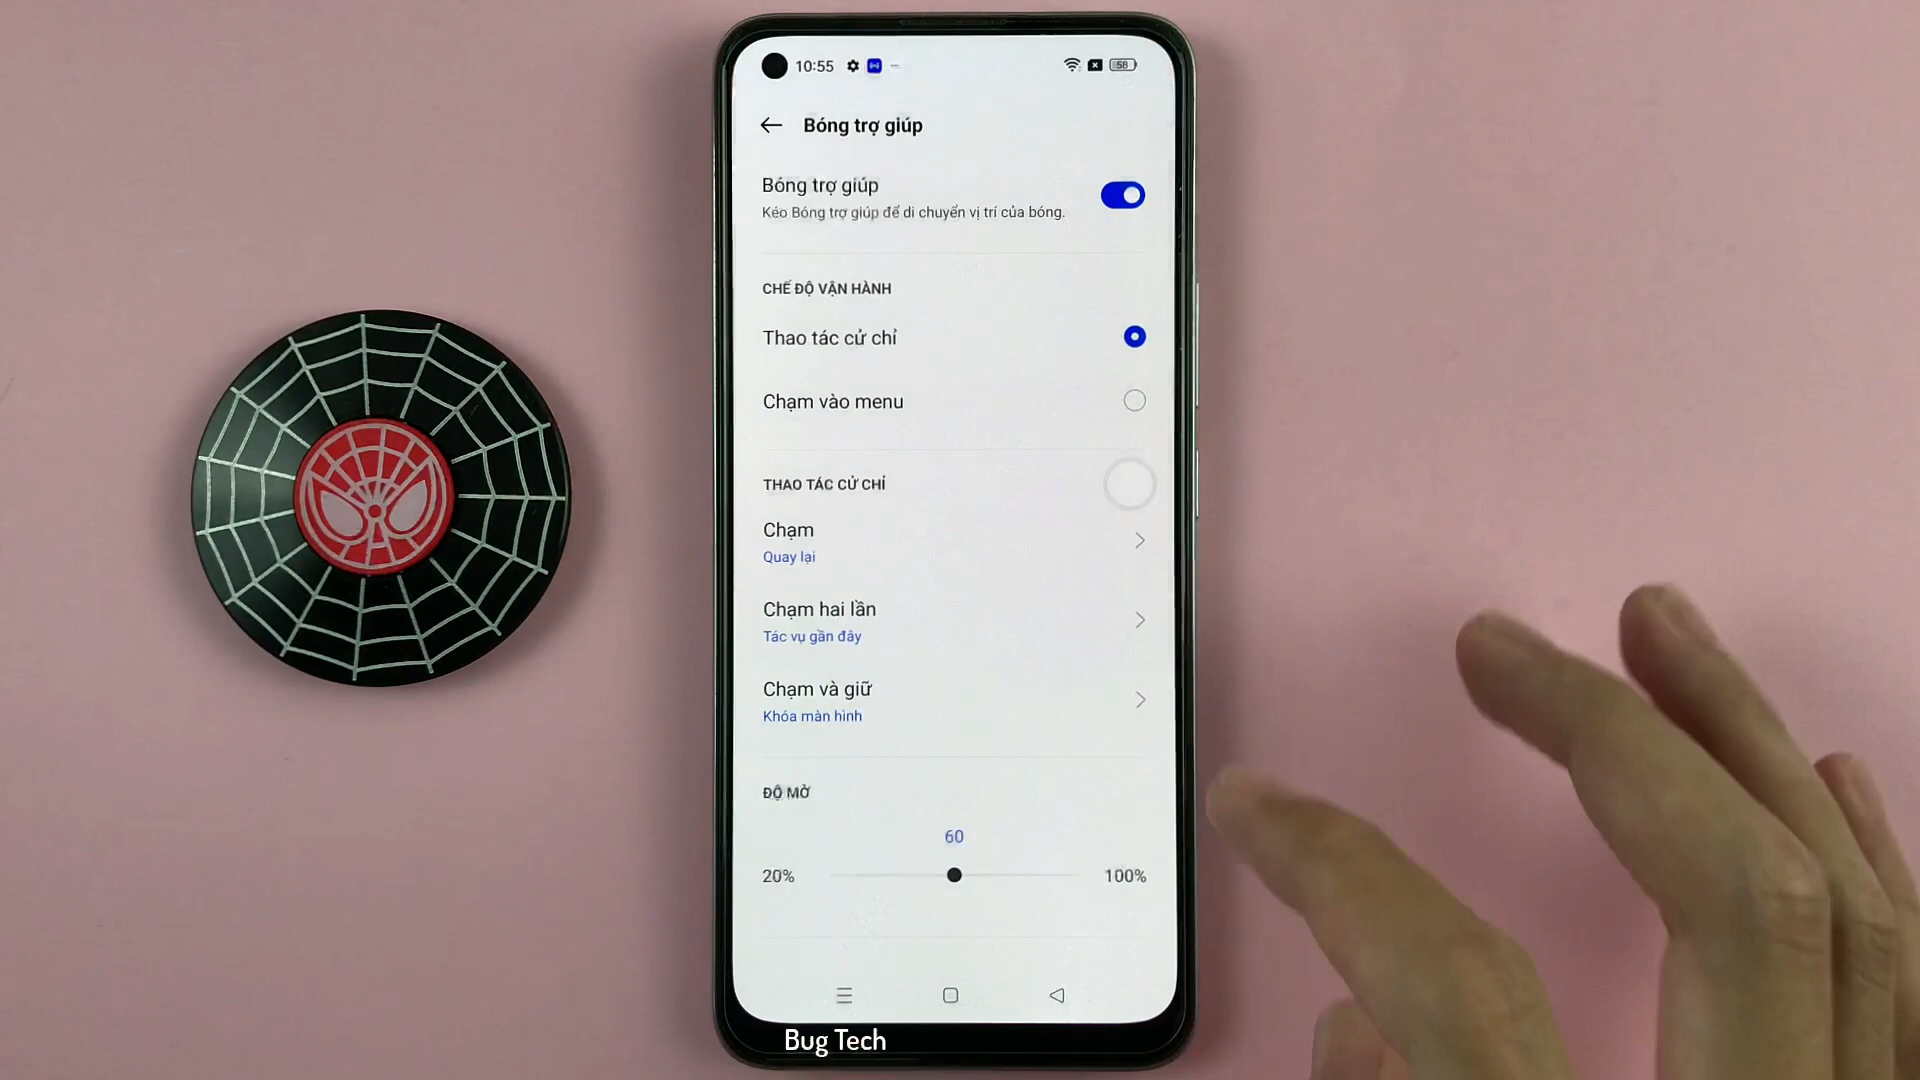 10:55
58
Bóng trợ giúp
Bóng trợ giúp
Kéo Bóng trợ giúp để di chuyển vị trí của bóng.
CHẾ ĐỘ VẬN HÀNH
Thao tác cử chỉ
Chạm vào menu
THAO TÁC CỬ CHỈ
Chạm
Quay lại
Chạm hai lần
Tác vụ gần đây
Chạm và giữ
Khóa màn hình
ĐỘ MỜ
60
20%
100%
Bug Tech